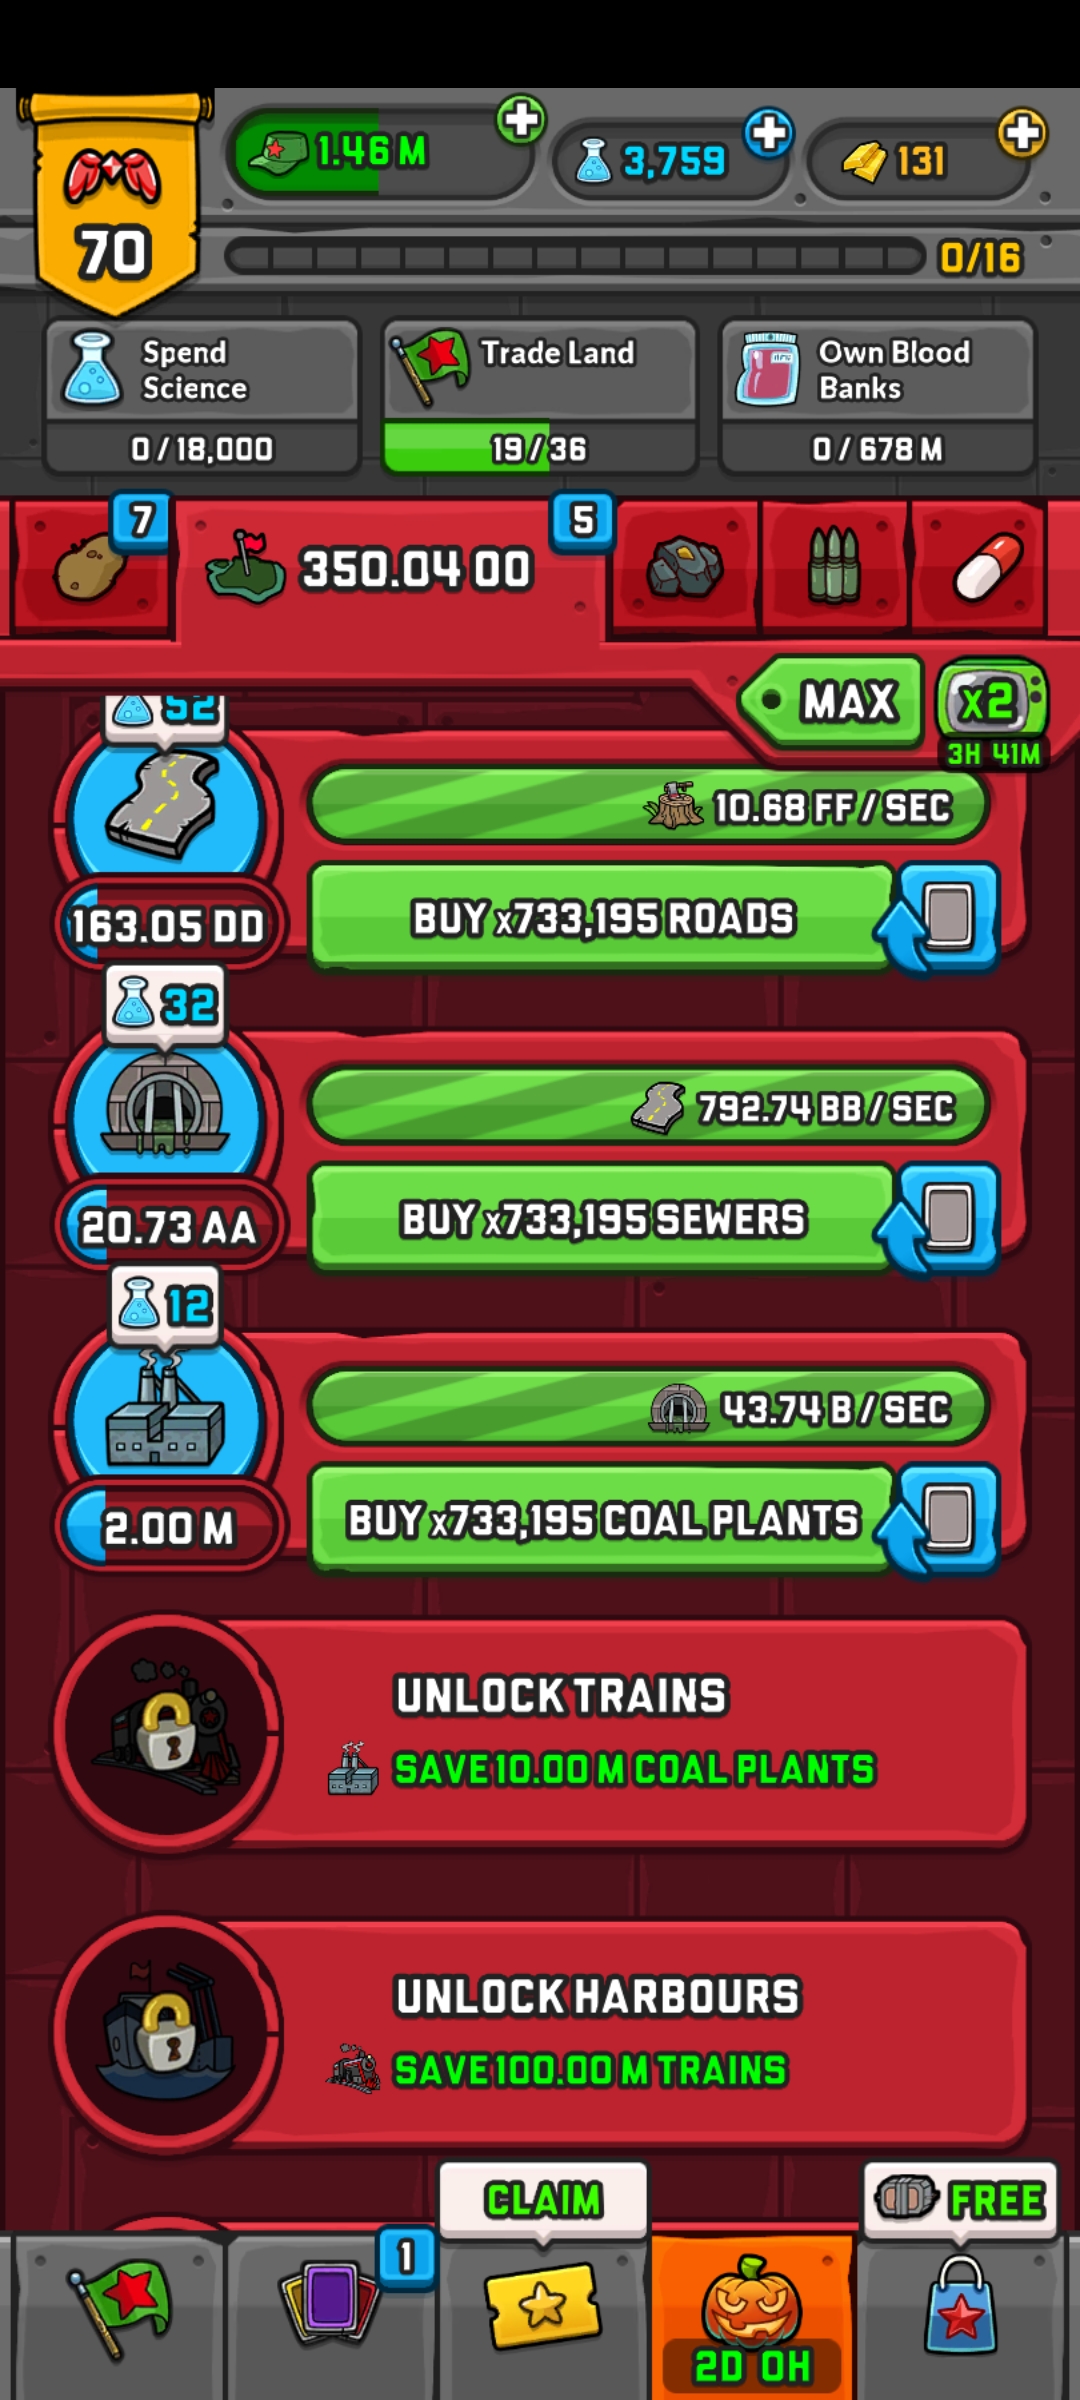 1.46 M
3,759
131
70
0/16
Spend
Science
0 / 18,000
Trade Land
19 / 36
Own Blood
Banks
0 / 678 M
7
350.04 OO
5
MAX
x2
3H 41M
52
10.68 FF / SEC
163.05 DD
BUY x733,195 ROADS
32
792.74 BB / SEC
20.73 AA
BUY x733,195 SEWERS
12
43.74 B / SEC
2.00 M
BUY x733,195 COAL PLANTS
UNLOCK TRAINS
SAVE 10.00 M COAL PLANTS
UNLOCK HARBOURS
SAVE 100.00 M TRAINS
CLAIM
FREE
1
2D 0H